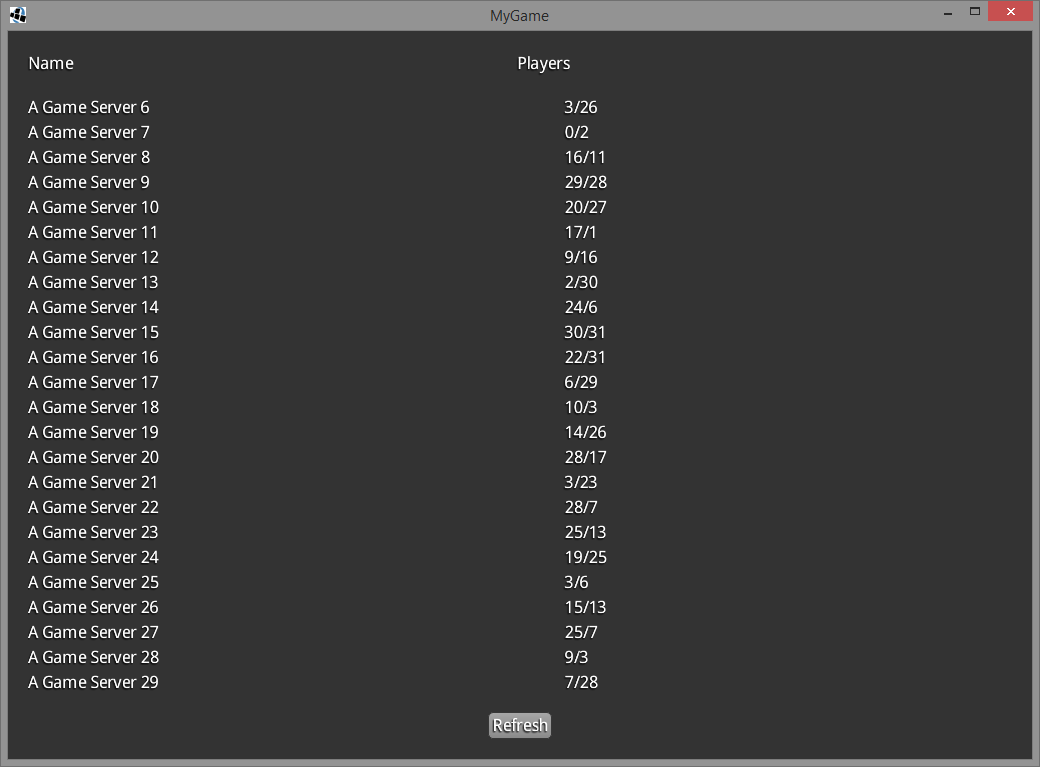 MyGame
Name Players
A Game Server 6 3/26
A Game Server 7 0/2
A Game Server 8 16/11
A Game Server 9 29/28
A Game Server 10 20/27
A Game Server 11 17/1
A Game Server 12 9/16
A Game Server 13 2/30
A Game Server 14 24/6
A Game Server 15 30/31
A Game Server 16 22/31
A Game Server 17 6/29
A Game Server 18 10/3
A Game Server 19 14/26
A Game Server 20 28/17
A Game Server 21 3/23
A Game Server 22 28/7
A Game Server 23 25/13
A Game Server 24 19/25
A Game Server 25 3/6
A Game Server 26 15/13
A Game Server 27 25/7
A Game Server 28 9/3
A Game Server 29 7/28
Refresh